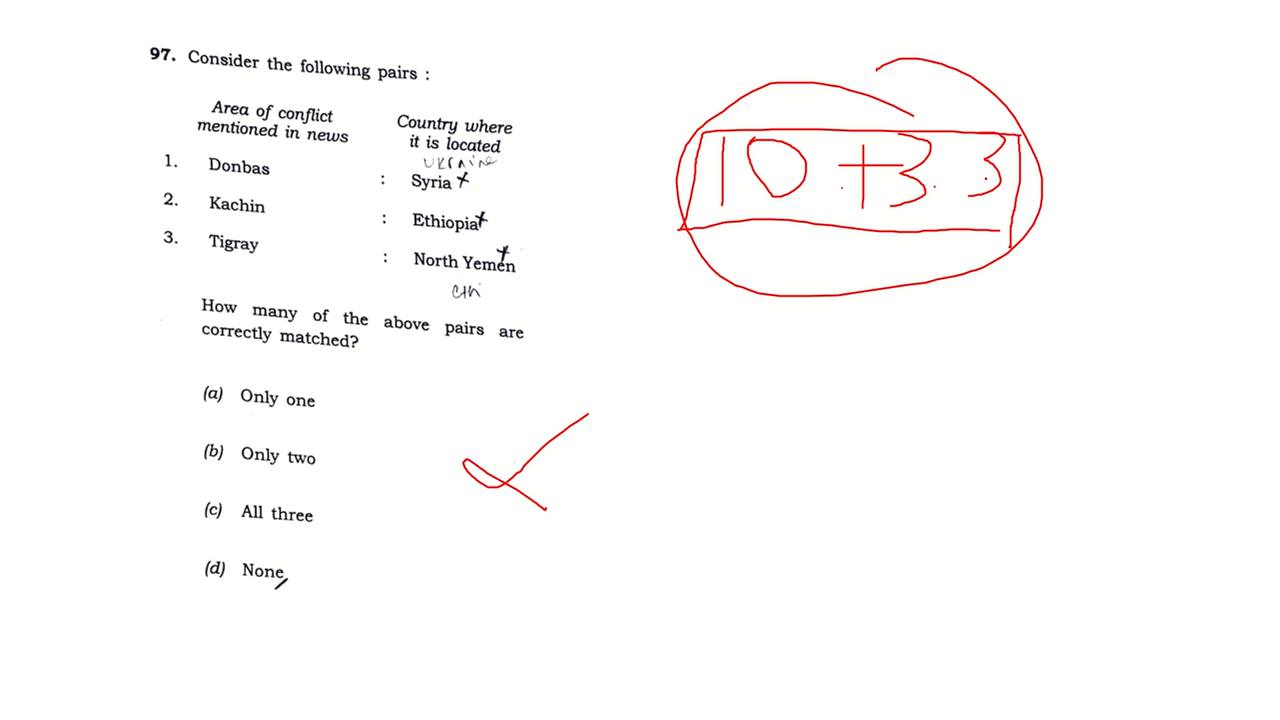 97. Consider the following pairs :
Area of conflict mentioned in news
Country where it is located
ukraine
1. Donbas : Syria x
2. Kachin : Ethiopia x
3. Tigray : North Yemen x
Ethi
How many of the above pairs are
correctly matched?
(a) Only one
(b) Only two
(c) All three
(d) None
10 + 33